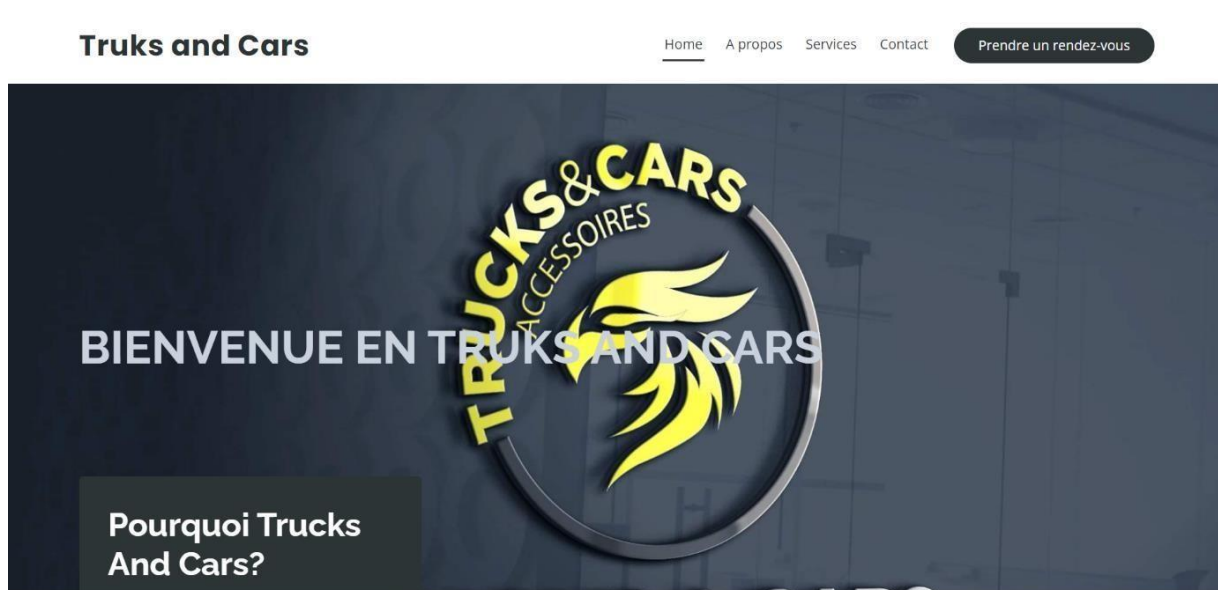 Truks and Cars
Home A propos Services Contact Prendre un rendez-vous
TRUCKS&CARS
ACCESSOIRES
BIENVENUE EN TRUKS AND CARS
Pourquoi Trucks
And Cars?